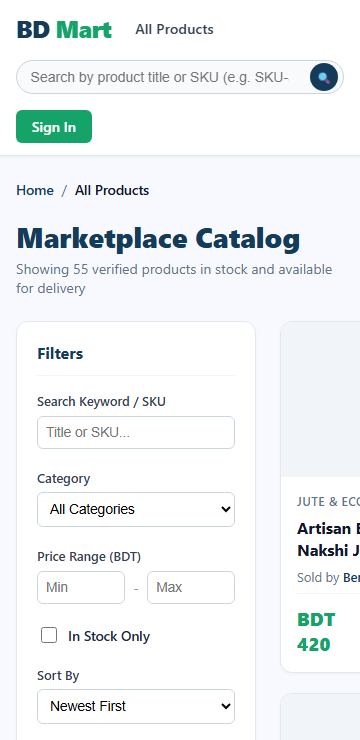 BD Mart
All Products
Search by product title or SKU (e.g. SKU-
Sign In
Home / All Products
Marketplace Catalog
Showing 55 verified products in stock and available
for delivery
Filters
Search Keyword / SKU
Title or SKU...
Category
All Categories
Price Range (BDT)
Min - Max
In Stock Only
Sort By
Newest First
JUTE &
Artisan
Nakshi
Sold by
BDT
420